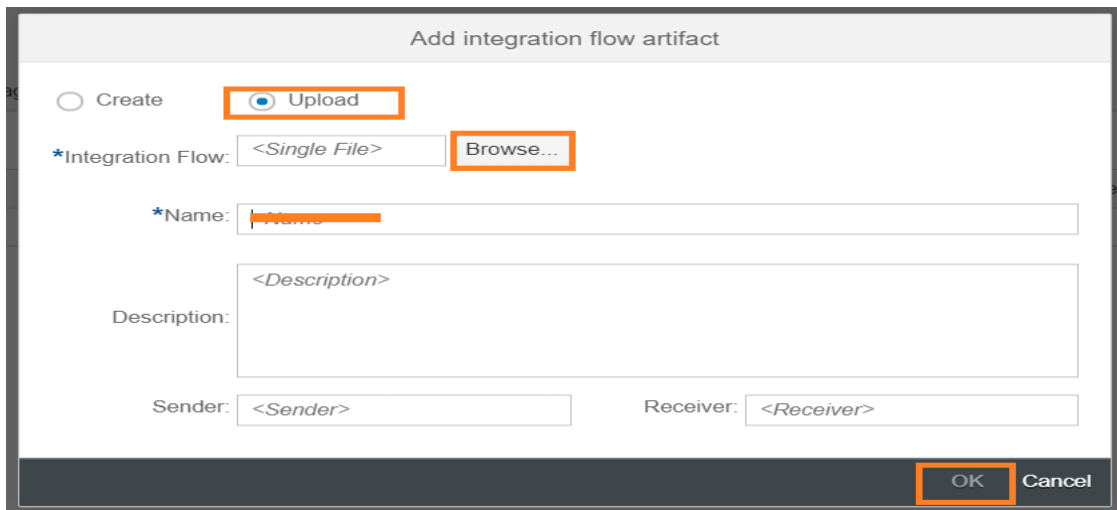 Add integration flow artifact
Create Upload
*Integration Flow: <Single File> Browse...
*Name:
<Description>
Description:
Sender: <Sender> Receiver: <Receiver>
OK Cancel